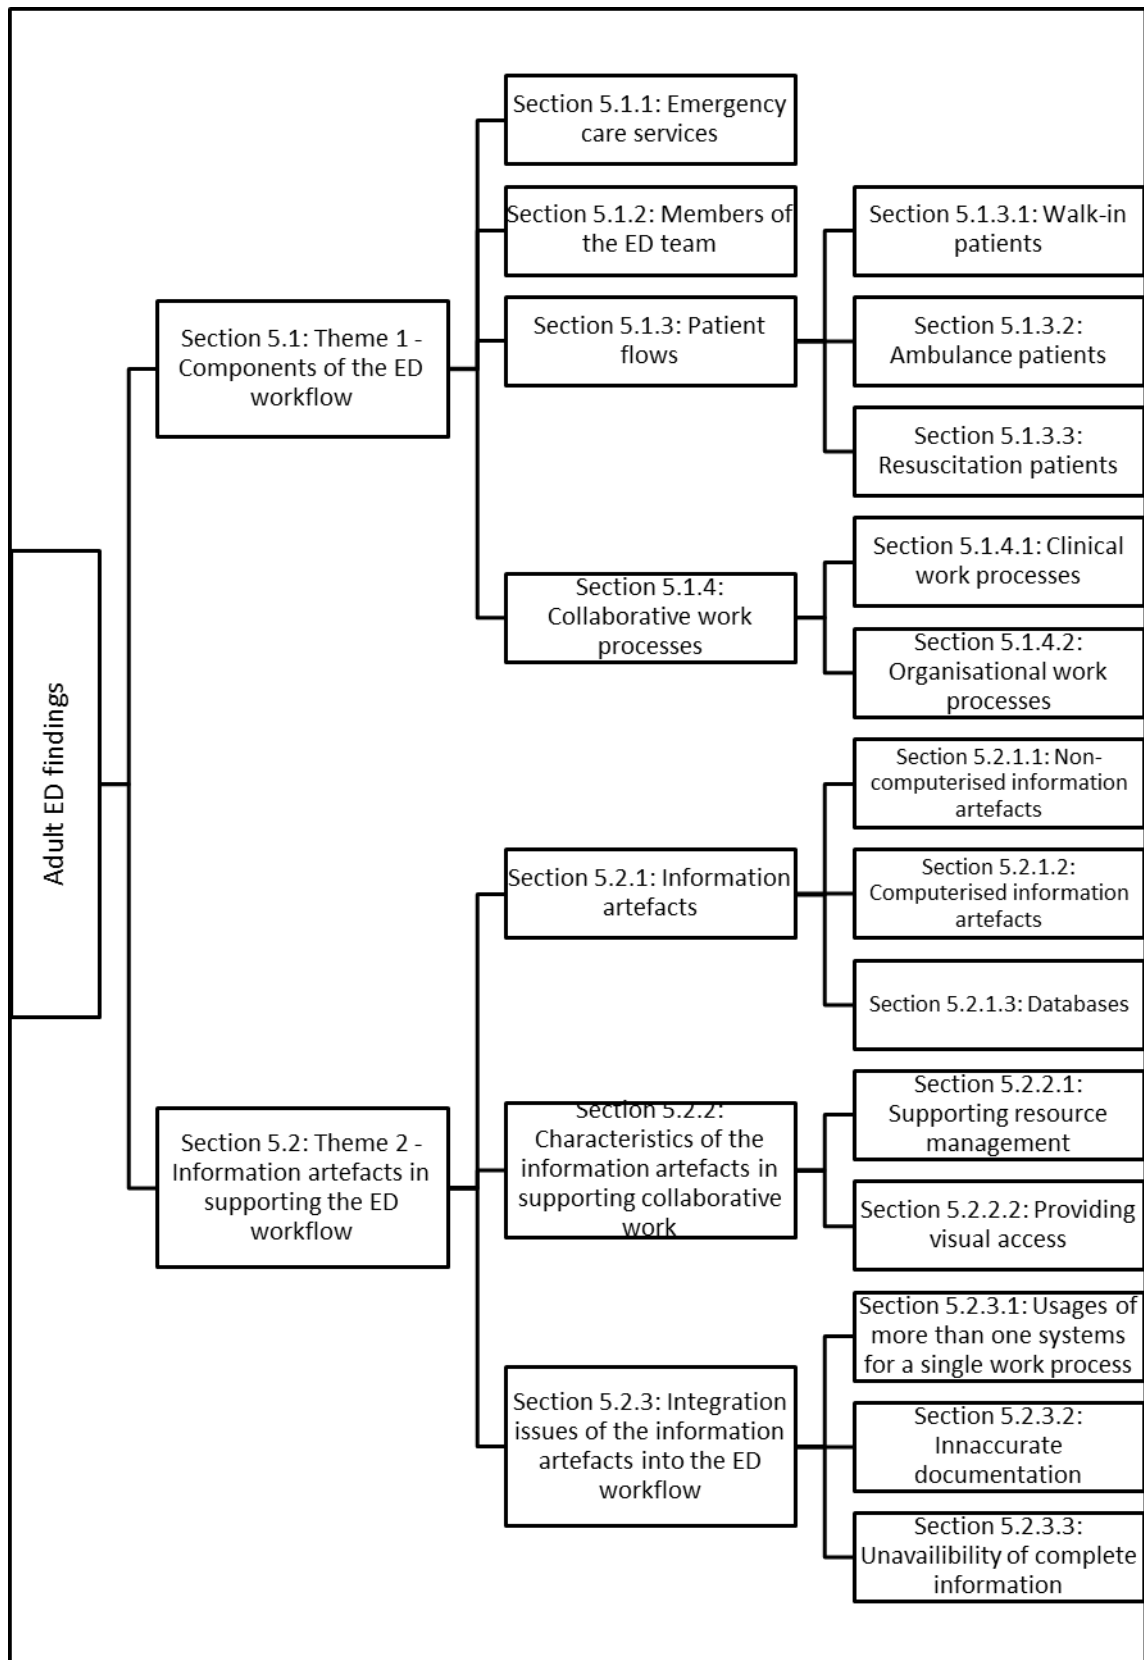 Adult ED findings
Section 5.1: Theme 1 -
Components of the ED
workflow
Section 5.1.1: Emergency
care services
Section 5.1.2: Members of
the ED team
Section 5.1.3: Patient
flows
Section 5.1.3.1: Walk-in
patients
Section 5.1.3.2:
Ambulance patients
Section 5.1.3.3:
Resuscitation patients
Section 5.1.4:
Collaborative work
processes
Section 5.1.4.1: Clinical
work processes
Section 5.1.4.2:
Organisational work
processes
Section 5.2: Theme 2 -
Information artefacts in
supporting the ED
workflow
Section 5.2.1: Information
artefacts
Section 5.2.1.1: Non-
computerised information
artefacts
Section 5.2.1.2:
Computerised information
artefacts
Section 5.2.1.3: Databases
Section 5.2.2:
Characteristics of the
information artefacts in
supporting collaborative
work
Section 5.2.2.1:
Supporting resource
management
Section 5.2.2.2: Providing
visual access
Section 5.2.3: Integration
issues of the information
artefacts into the ED
workflow
Section 5.2.3.1: Usages of
more than one systems
for a single work process
Section 5.2.3.2:
Innaccurate
documentation
Section 5.2.3.3:
Unavailibility of complete
information